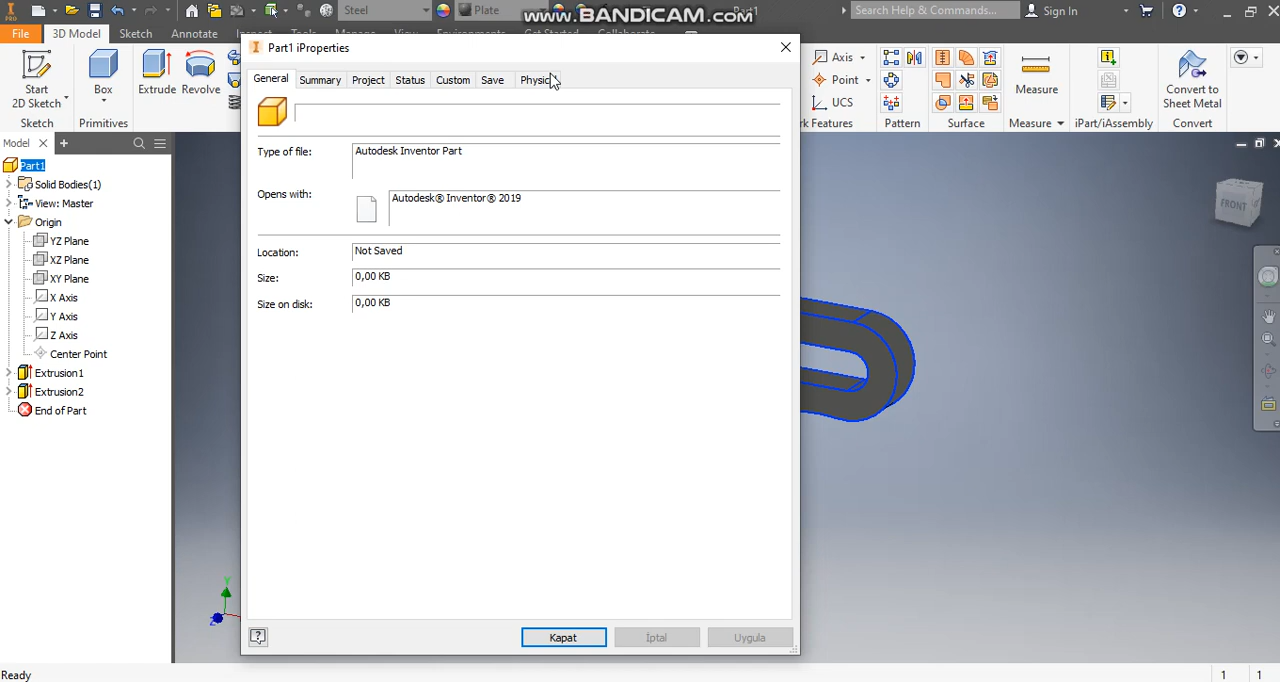 Steel
Plate
www.BANDICAM.com
Part1
Search Help & Commands...
Sign In
PRO
File
3D Model
Sketch
Annotate
Get Started
Start
2D Sketch
Box
Extrude
Revolve
Axis
Point
UCS
Measure
Convert to
Sheet Metal
Sketch
Primitives
Pattern
Surface
Measure
iPart/iAssembly
Convert
Model
Part1
Solid Bodies(1)
View: Master
Origin
YZ Plane
XZ Plane
XY Plane
X Axis
Y Axis
Z Axis
Center Point
Extrusion1
Extrusion2
End of Part
Part1 iProperties
General
Summary
Project
Status
Custom
Save
Type of file:
Autodesk Inventor Part
Opens with:
Autodesk® Inventor® 2019
Location:
Not Saved
Size:
0,00 KB
Size on disk:
0,00 KB
Kapat
İptal
Uygula
FRONT
Y
Z
Ready
1
1